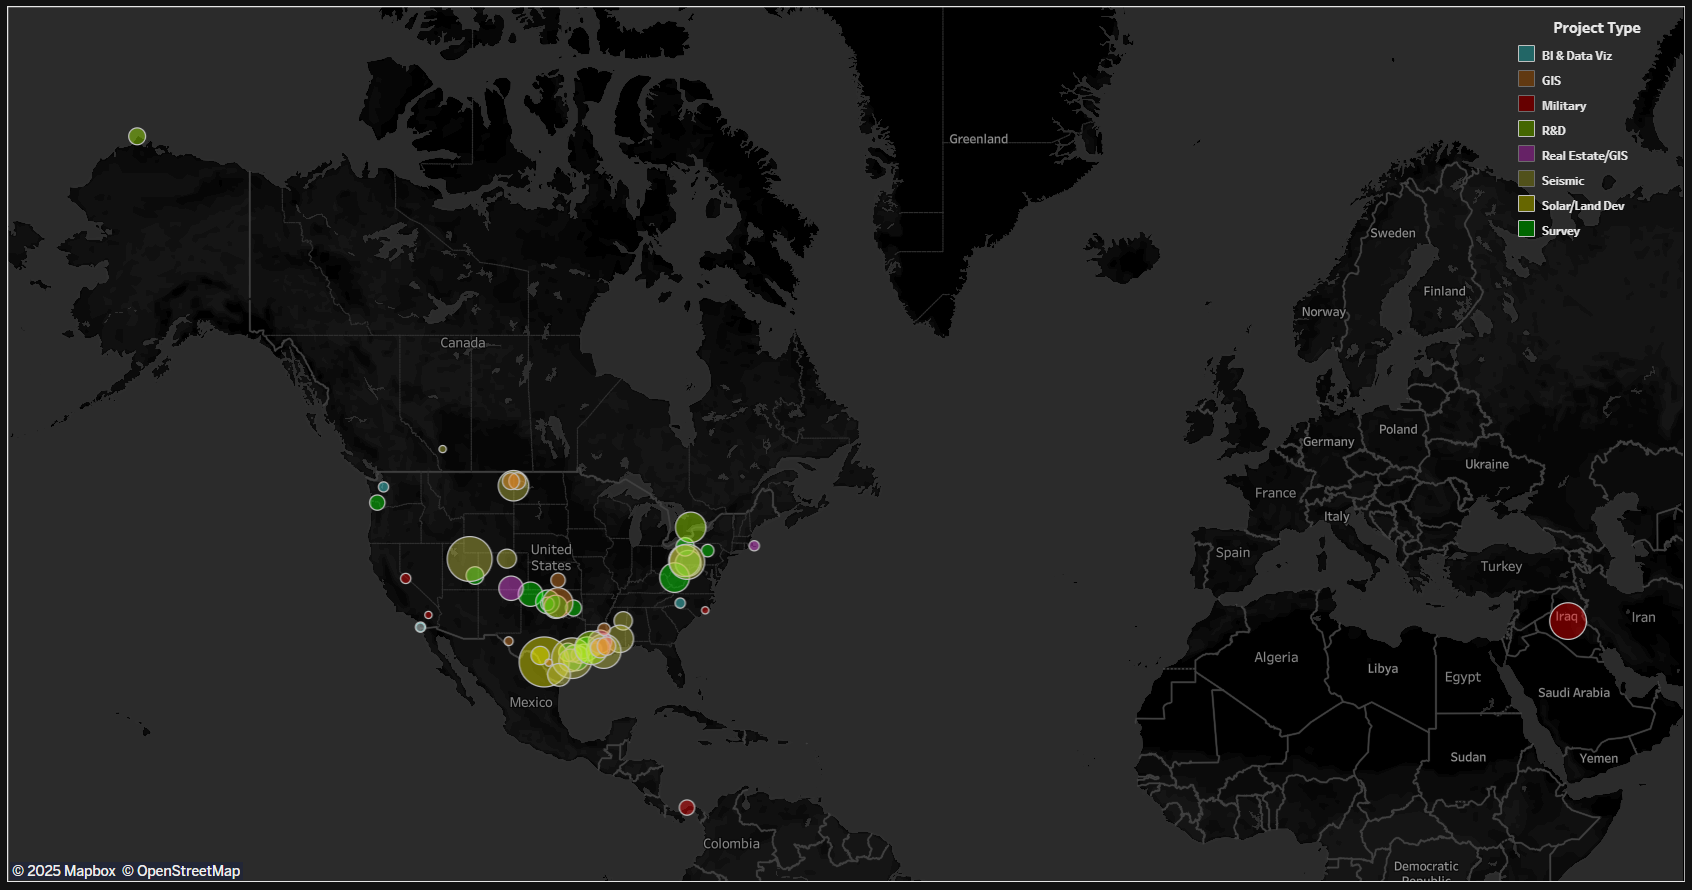 Project Type
BI & Data Viz
GIS
Military
R&D
Real Estate/GIS
Seismic
Solar/Land Dev
Survey
Greenland
Sweden
Finland
Norway
Canada
Poland
Germany
Ukraine
France
Italy
Spain
United
States
Turkey
Iraq
Iran
Algeria
Libya
Egypt
Saudi Arabia
Mexico
Sudan
Yemen
Colombia
Democratic
Republic
© 2025 Mapbox © OpenStreetMap